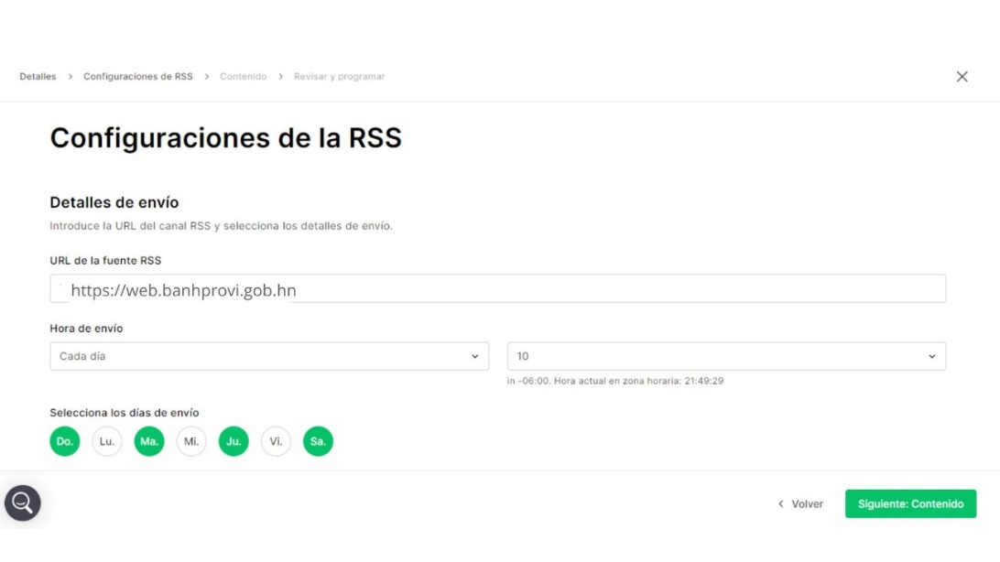 Detalles > Configuraciones de RSS > Contenido > Revisar y programar
Configuraciones de la RSS
Detalles de envío
Introduce la URL del canal RSS y selecciona los detalles de envío.
URL de la fuente RSS
https://web.banhprovi.gob.hn
Hora de envío
Cada día
10
in -06:00. Hora actual en zona horaria: 21:49:29
Selecciona los días de envío
Do. Lu. Ma. Mi. Ju. Vi. Sa.
< Volver
Siguiente: Contenido